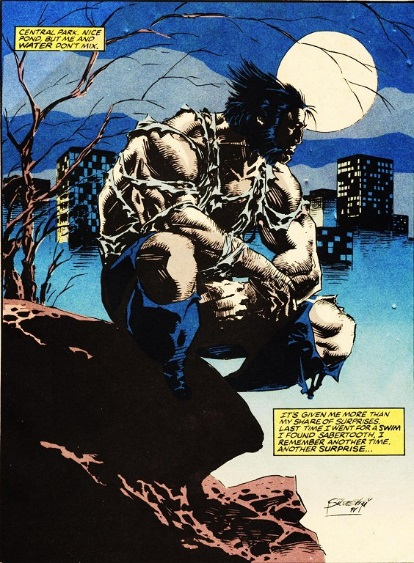 CENTRAL PARK. NICE
POND, BUT ME AND
WATER DON'T MIX.
IT'S GIVEN ME MORE THAN
MY SHARE OF SURPRISES.
LAST TIME I WENT FOR A SWIM
I FOUND SABERTOOTH. I
REMEMBER ANOTHER TIME,
ANOTHER SURPRISE...